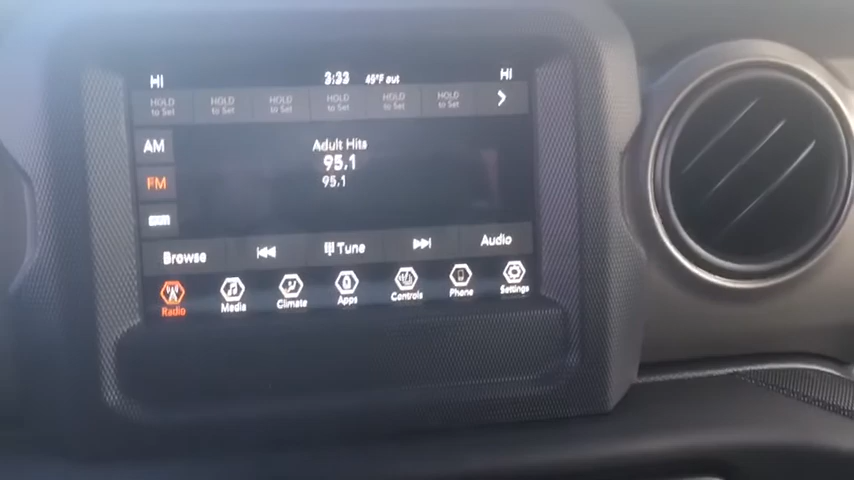 HI 3:33 45°F out HI
HOLD to Set HOLD to Set HOLD to Set HOLD to Set HOLD to Set HOLD to Set
AM
Adult Hits
95.1
FM
95.1
Browse Tune Audio
Radio Media Climate Apps Controls Phone Settings